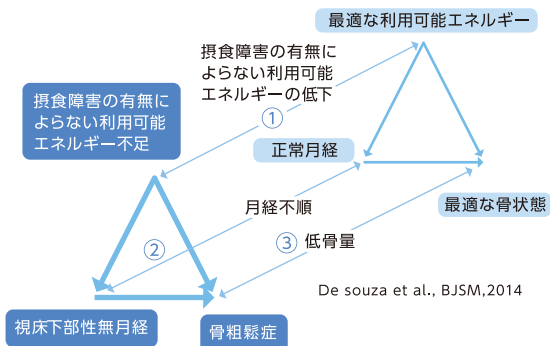 最適な利用可能エネルギー
摂食障害の有無に
よらない利用可能
エネルギーの低下
①
摂食障害の有無に
よらない利用可能
エネルギー不足
正常月経
最適な骨状態
月経不順
②
③ 低骨量
De souza et al., BJSM,2014
視床下部性無月経
骨粗鬆症